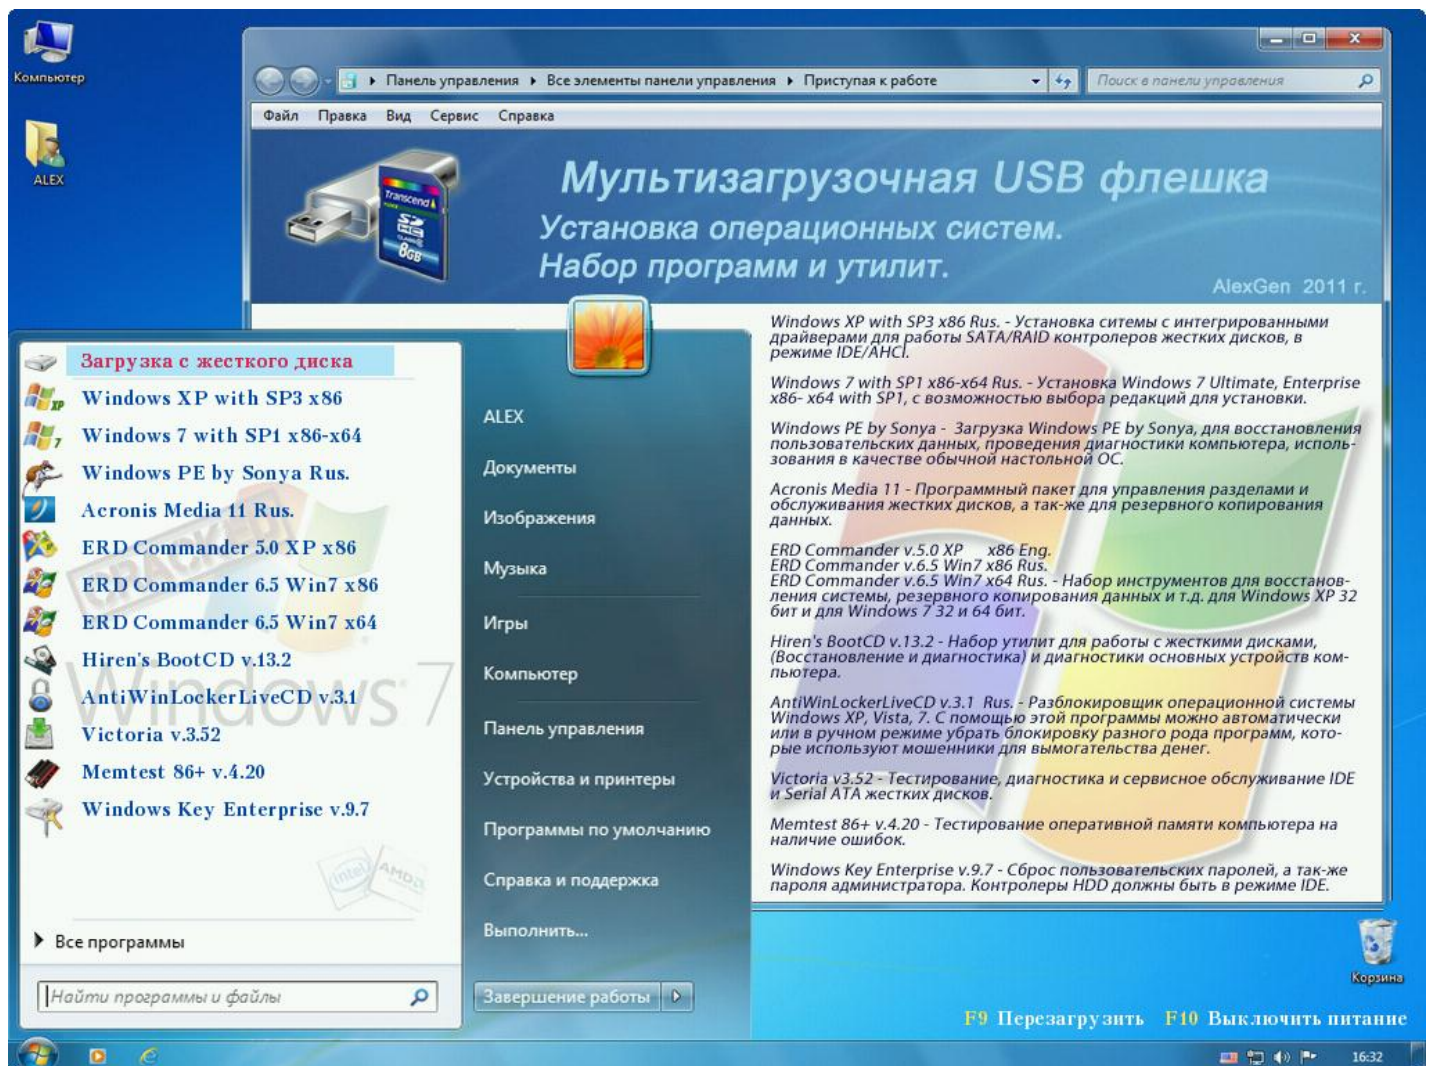 Компьютер
ALEX
Панель управления
Все элементы панели управления
Приступая к работе
Поиск в панели управления
Файл Правка Вид Сервис Справка
Transcend
SD
HC
8GB
Мультизагрузочная USB флешка
Установка операционных систем.
Набор программ и утилит.
AlexGen 2011 г.
Загрузка с жесткого диска
Windows XP with SP3 x86
Windows 7 with SP1 x86-x64
Windows PE by Sonya Rus.
Acronis Media 11 Rus.
ERD Commander 5.0 XP x86
ERD Commander 6.5 Win7 x86
ERD Commander 6.5 Win7 x64
Hiren's BootCD v.13.2
AntiWinLockerLiveCD v.3.1
Victoria v.3.52
Memtest 86+ v.4.20
Windows Key Enterprise v.9.7
XP
7
CRACKED
Windows 7
intel
AMD
Все программы
Найти программы и файлы
ALEX
Документы
Изображения
Музыка
Игры
Компьютер
Панель управления
Устройства и принтеры
Программы по умолчанию
Справка и поддержка
Выполнить...
Завершение работы
Windows XP with SP3 x86 Rus. - Установка ситемы с интегрированными
драйверами для работы SATA/RAID контролеров жестких дисков, в
режиме IDE/AHCI.
Windows 7 with SP1 x86-x64 Rus. - Установка Windows 7 Ultimate, Enterprise
x86- x64 with SP1, с возможностью выбора редакций для установки.
Windows PE by Sonya - Загрузка Windows PE by Sonya, для восстановления
пользовательских данных, проведения диагностики компьютера, исполь-
зования в качестве обычной настольной ОС.
Acronis Media 11 - Программный пакет для управления разделами и
обслуживания жестких дисков, а так-же для резервного копирования
данных.
ERD Commander v.5.0 XP x86 Eng.
ERD Commander v.6.5 Win7 x86 Rus.
ERD Commander v.6.5 Win7 x64 Rus. - Набор инструментов для восстанов-
ления системы, резервного копирования данных и т.д. для Windows XP 32
бит и для Windows 7 32 и 64 бит.
Hiren's BootCD v.13.2 - Набор утилит для работы с жесткими дисками,
(Восстановление и диагностика) и диагностики основных устройств ком-
пьютера.
AntiWinLockerLiveCD v.3.1 Rus. - Разблокировщик операционной системы
Windows XP, Vista, 7. С помощью этой программы можно автоматически
или в ручном режиме убрать блокировку разного рода программ, кото-
рые используют мошенники для вымогательства денег.
Victoria v3.52 - Тестирование, диагностика и сервисное обслуживание IDE
и Serial ATA жестких дисков.
Memtest 86+ v.4.20 - Тестирование оперативной памяти компьютера на
наличие ошибок.
Windows Key Enterprise v.9.7 - Сброс пользовательских паролей, а так-же
пароля администратора. Контролеры HDD должны быть в режиме IDE.
Корзина
F9 Перезагрузить F10 Выключить питание
16:32